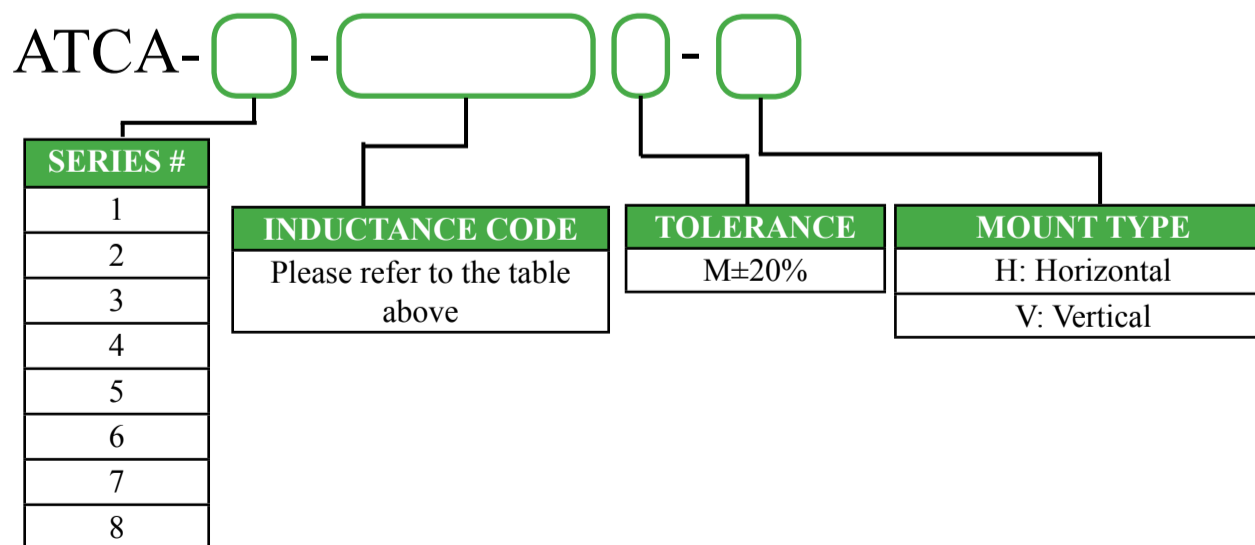 ATCA- -  -
SERIES #
1
2
3
4
5
6
7
8
INDUCTANCE CODE
Please refer to the table
above
TOLERANCE
M±20%
MOUNT TYPE
H: Horizontal
V: Vertical